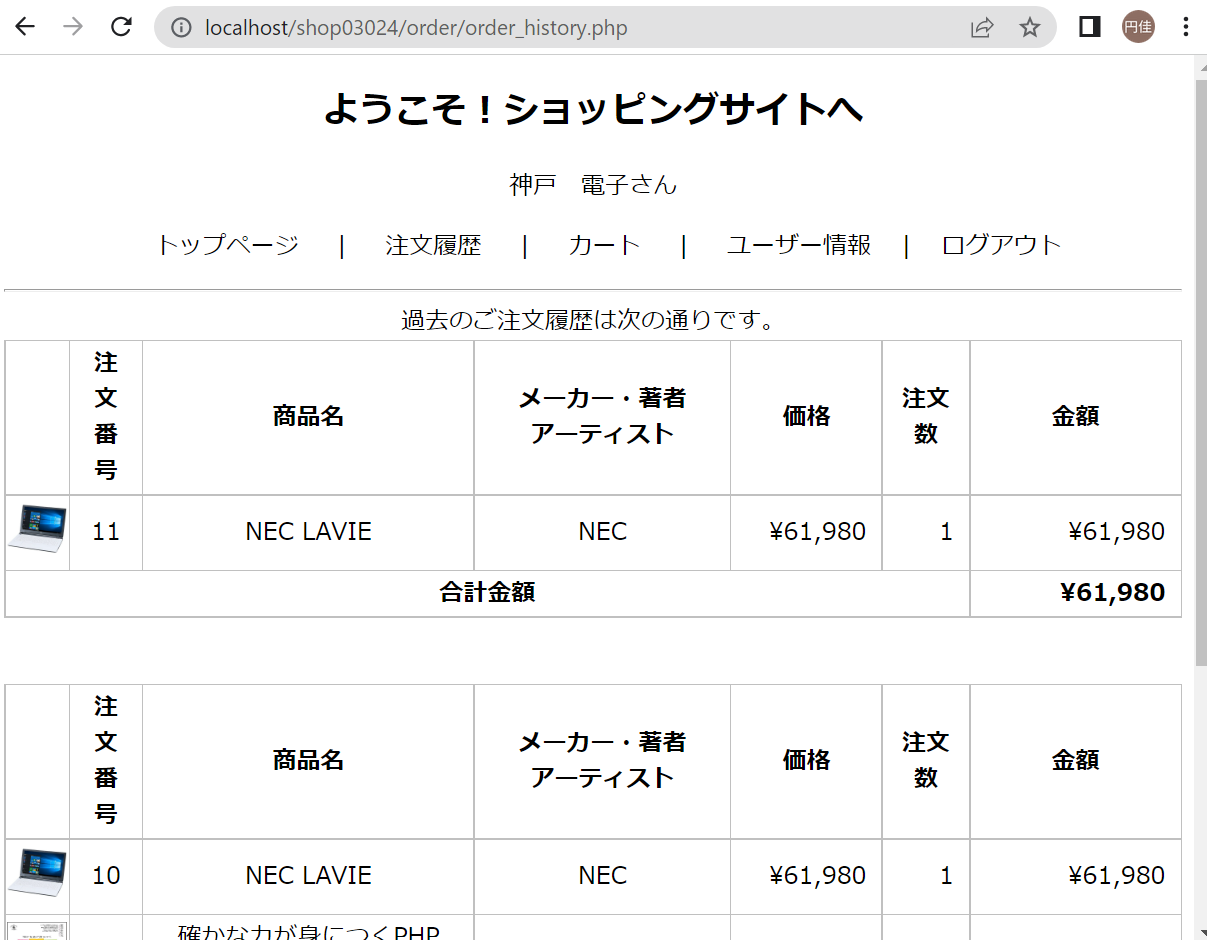 localhost/shop03024/order/order_history.php
円佳
ようこそ！ショッピングサイトへ
神戸　電子さん
トップページ ｜ 注文履歴 ｜ カート ｜ ユーザー情報 ｜ ログアウト
過去のご注文履歴は次の通りです。
注文番号 商品名 メーカー・著者アーティスト 価格 注文数 金額
11 NEC LAVIE NEC ¥61,980 1 ¥61,980
合計金額 ¥61,980
注文番号 商品名 メーカー・著者アーティスト 価格 注文数 金額
10 NEC LAVIE NEC ¥61,980 1 ¥61,980
確かな力が身につくPHP